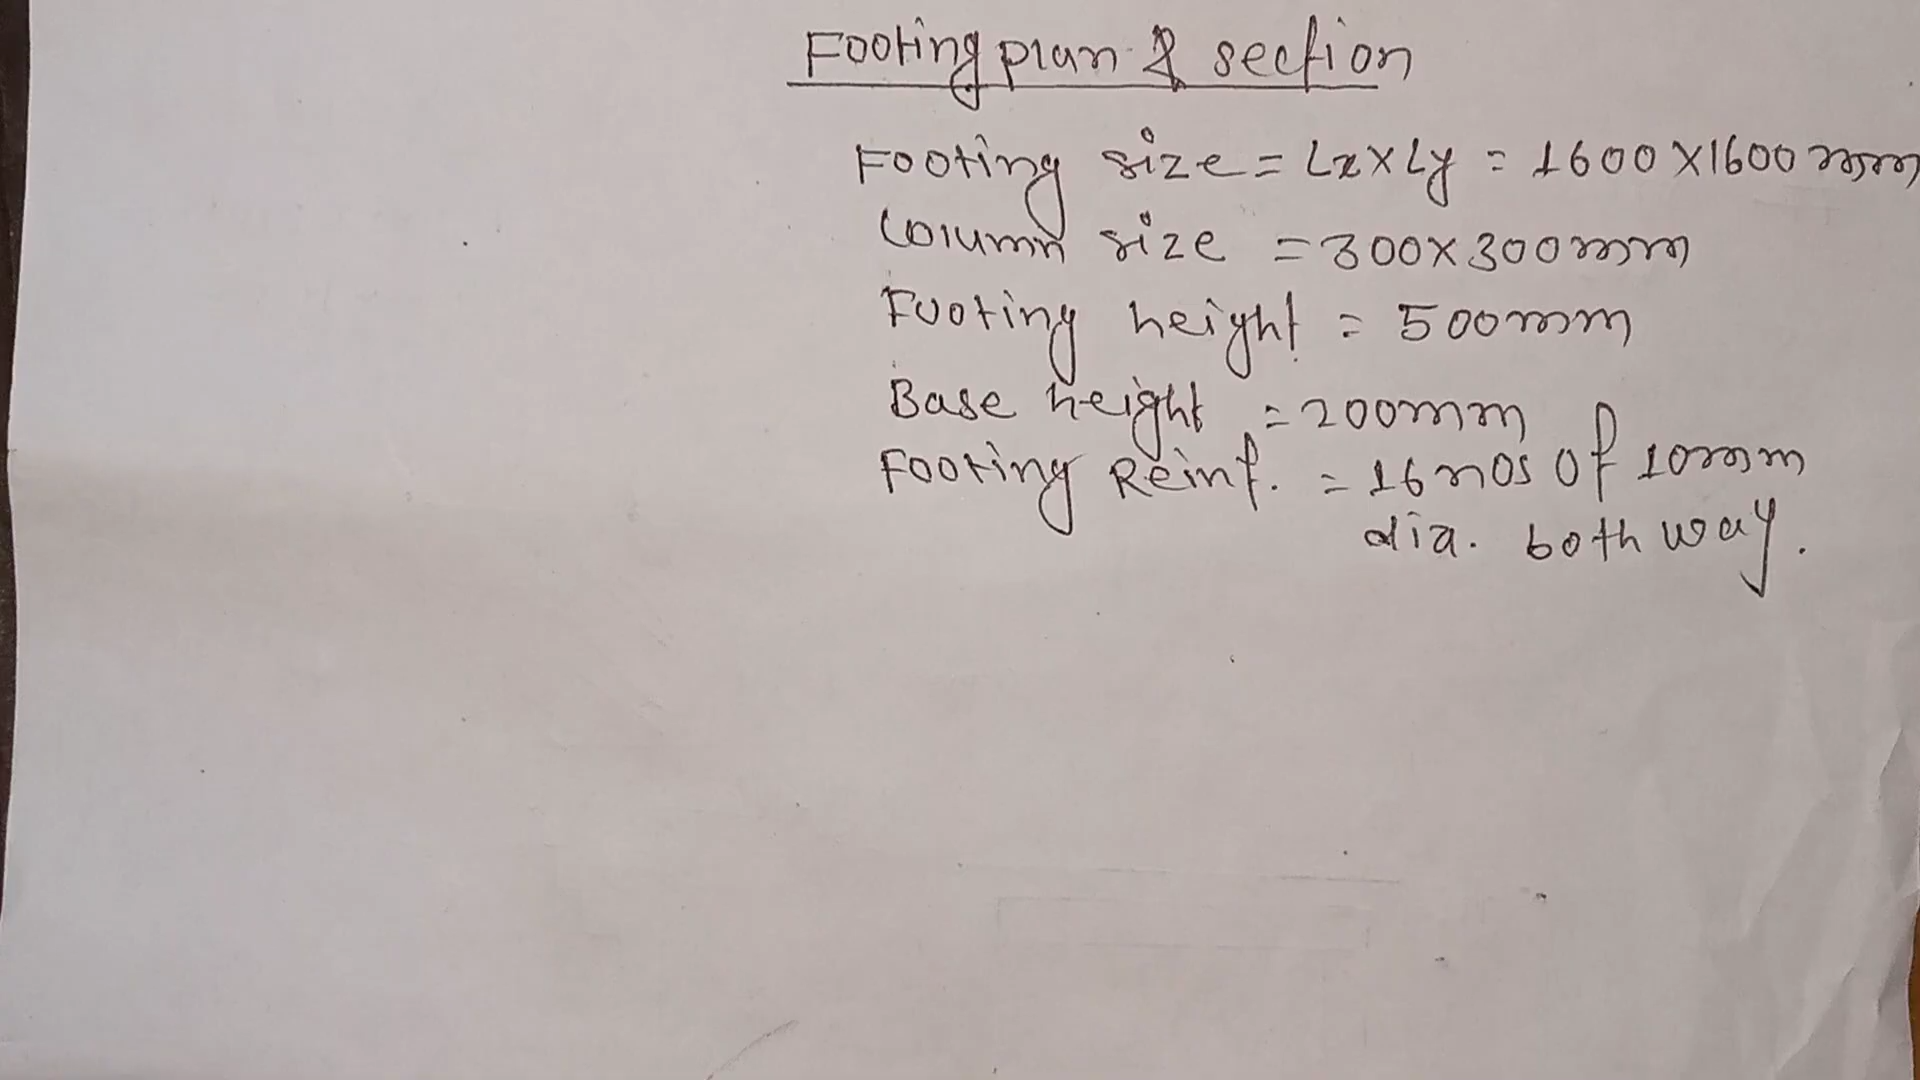 Footing plan & section
Footing size = Lx x Ly = 1600 x 1600 mm
Column size = 300 x 300 mm
Footing height = 500 mm
Base height = 200 mm
Footing Reinf. = 16 nos of 10 mm
dia. both way.